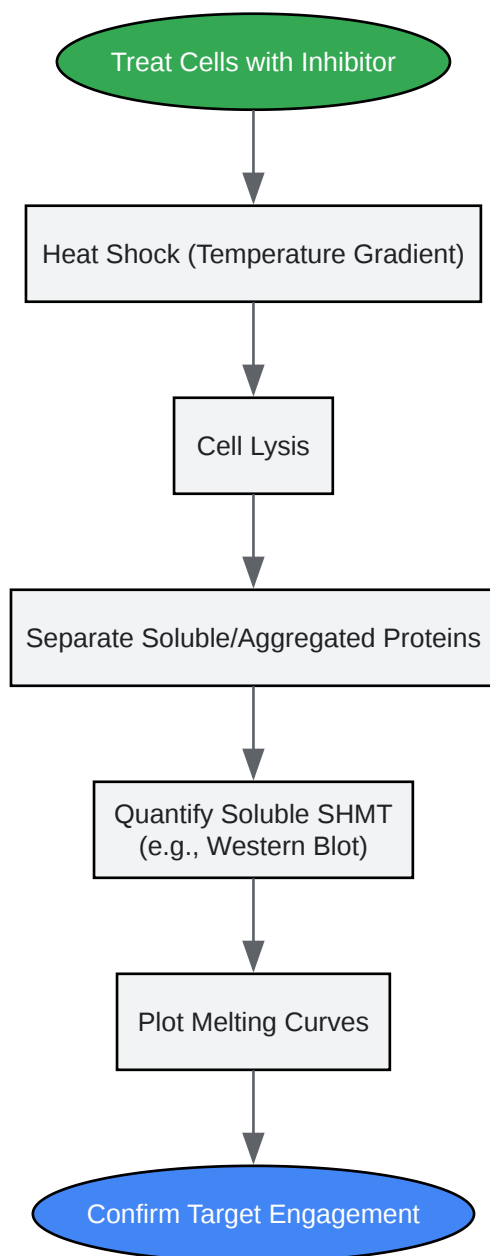 Treat Cells with Inhibitor
Heat Shock (Temperature Gradient)
Cell Lysis
Separate Soluble/Aggregated Proteins
Quantify Soluble SHMT
(e.g., Western Blot)
Plot Melting Curves
Confirm Target Engagement